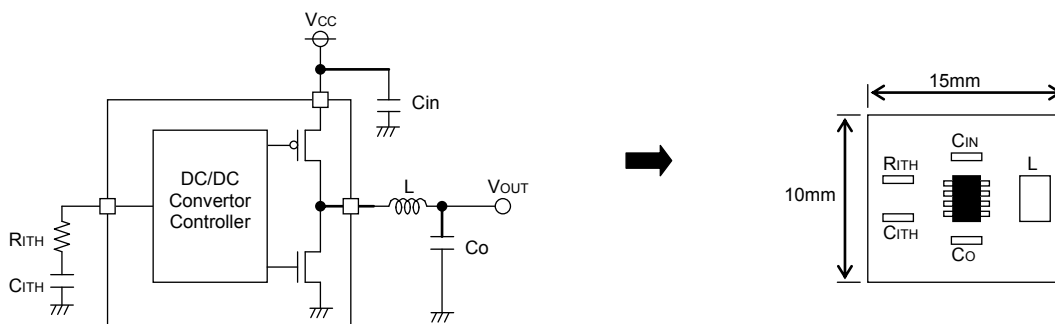 VCC
Cin
DC/DC
Convertor
Controller
L
VOUT
RITH
CITH
Co
15mm
10mm
CIN
RITH
L
CITH
CO